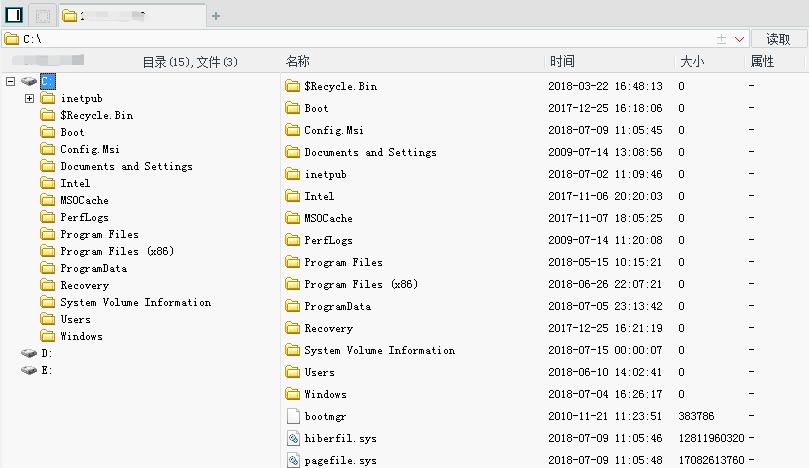 C:\ 读取
目录(15),文件(3) 名称 时间 大小 属性
C:
inetpub
$Recycle.Bin
Boot
Config.Msi
Documents and Settings
Intel
MSOCache
PerfLogs
Program Files
Program Files (x86)
ProgramData
Recovery
System Volume Information
Users
Windows
D:
E:
$Recycle.Bin 2018-03-22 16:48:13 0 -
Boot 2017-12-25 16:18:06 0 -
Config.Msi 2018-07-09 11:05:45 0 -
Documents and Settings 2009-07-14 13:08:56 0 -
inetpub 2018-07-02 11:09:46 0 -
Intel 2017-11-06 20:20:03 0 -
MSOCache 2017-11-07 18:05:25 0 -
PerfLogs 2009-07-14 11:20:08 0 -
Program Files 2018-05-15 10:15:21 0 -
Program Files (x86) 2018-06-26 22:07:21 0 -
ProgramData 2018-07-05 23:13:42 0 -
Recovery 2017-12-25 16:21:19 0 -
System Volume Information 2018-07-15 00:00:07 0 -
Users 2018-06-10 14:02:41 0 -
Windows 2018-07-04 16:26:17 0 -
bootmgr 2010-11-21 11:23:51 383786 -
hiberfil.sys 2018-07-09 11:05:46 12811960320 -
pagefile.sys 2018-07-09 11:05:48 17082613760 -